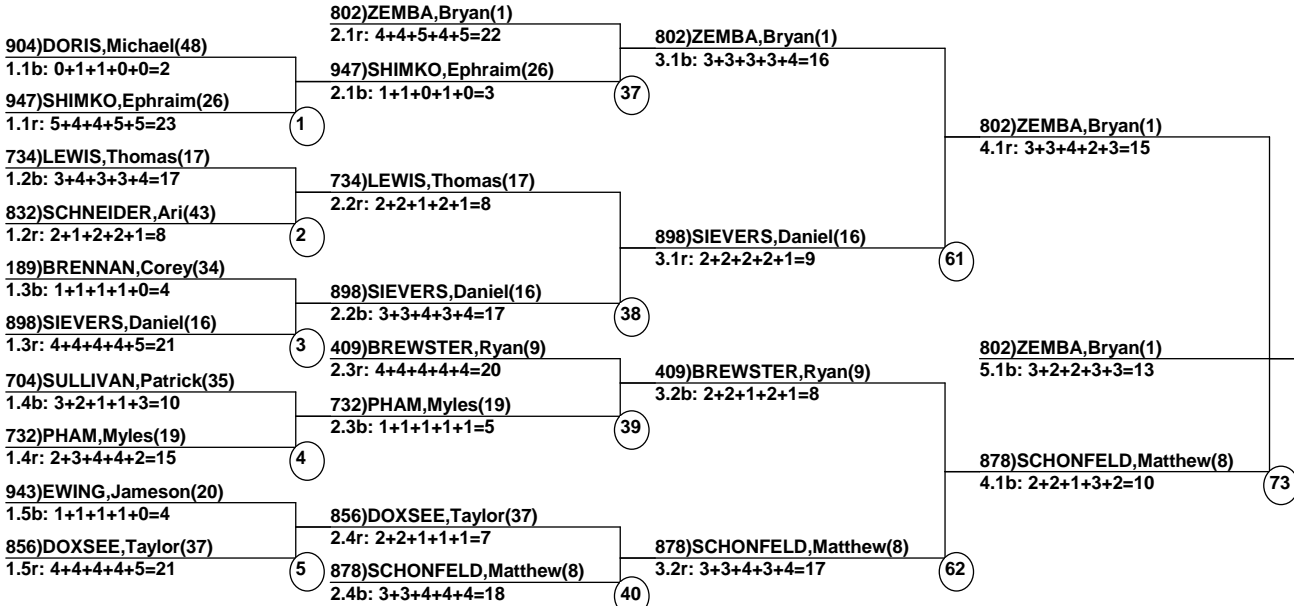 904)DORIS,Michael(48)
1.1b: 0+1+1+0+0=2
947)SHIMKO,Ephraim(26)
1.1r: 5+4+4+5+5=23
1
734)LEWIS,Thomas(17)
1.2b: 3+4+3+3+4=17
832)SCHNEIDER,Ari(43)
1.2r: 2+1+2+2+1=8
2
189)BRENNAN,Corey(34)
1.3b: 1+1+1+1+0=4
898)SIEVERS,Daniel(16)
1.3r: 4+4+4+4+5=21
3
704)SULLIVAN,Patrick(35)
1.4b: 3+2+1+1+3=10
732)PHAM,Myles(19)
1.4r: 2+3+4+4+2=15
4
943)EWING,Jameson(20)
1.5b: 1+1+1+1+0=4
856)DOXSEE,Taylor(37)
1.5r: 4+4+4+4+5=21
5
802)ZEMBA,Bryan(1)
2.1r: 4+4+5+4+5=22
947)SHIMKO,Ephraim(26)
2.1b: 1+1+0+1+0=3
37
734)LEWIS,Thomas(17)
2.2r: 2+2+1+2+1=8
898)SIEVERS,Daniel(16)
2.2b: 3+3+4+3+4=17
38
409)BREWSTER,Ryan(9)
2.3r: 4+4+4+4+4=20
732)PHAM,Myles(19)
2.3b: 1+1+1+1+1=5
39
856)DOXSEE,Taylor(37)
2.4r: 2+2+1+1+1=7
878)SCHONFELD,Matthew(8)
2.4b: 3+3+4+4+4=18
40
802)ZEMBA,Bryan(1)
3.1b: 3+3+3+3+4=16
898)SIEVERS,Daniel(16)
3.1r: 2+2+2+2+1=9
61
409)BREWSTER,Ryan(9)
3.2b: 2+2+1+2+1=8
878)SCHONFELD,Matthew(8)
3.2r: 3+3+4+3+4=17
62
802)ZEMBA,Bryan(1)
4.1r: 3+3+4+2+3=15
878)SCHONFELD,Matthew(8)
4.1b: 2+2+1+3+2=10
73
802)ZEMBA,Bryan(1)
5.1b: 3+2+2+3+3=13